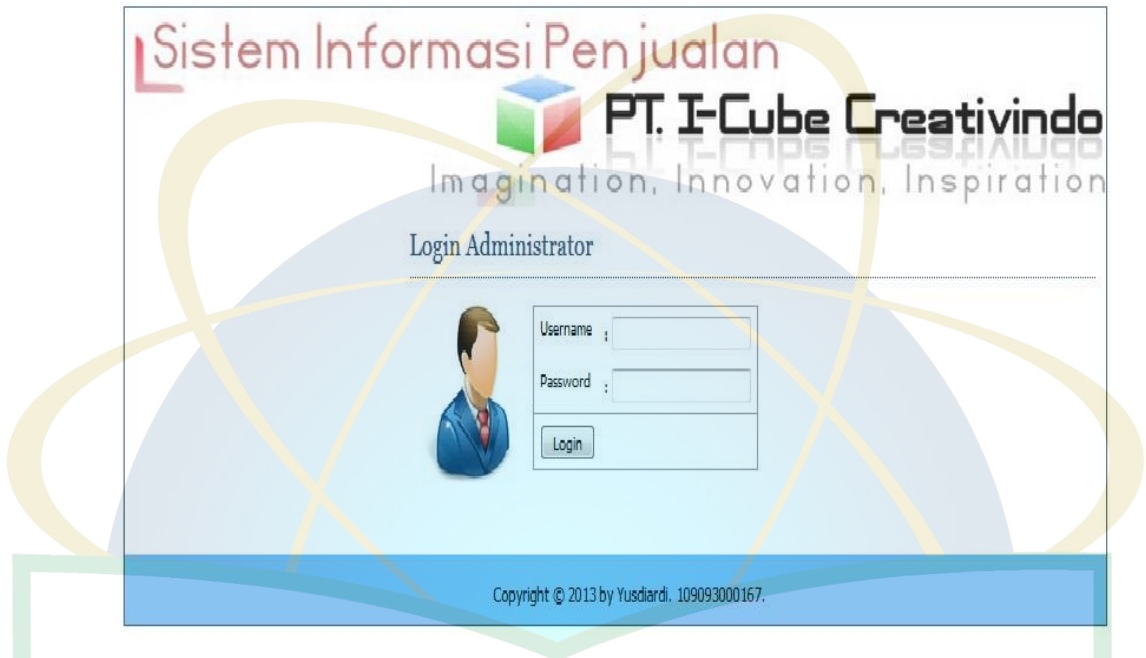 Sistem Informasi Penjualan
PT. I-Cube Creativindo
Imagination, Innovation, Inspiration
Login Administrator
Username :
Password :
Login
Copyright © 2013 by Yusdiardi. 109093000167.